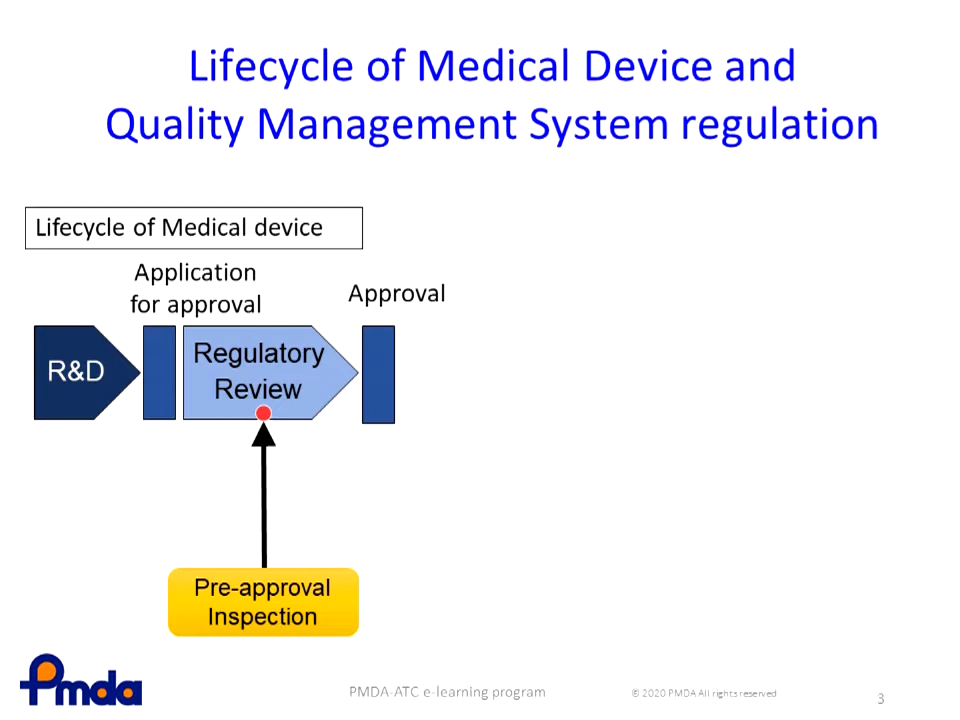 Lifecycle of Medical Device and
Quality Management System regulation
Lifecycle of Medical device
Application
for approval
Approval
R&D
Regulatory
Review
Pre-approval
Inspection
Pmda
PMDA-ATC e-learning program
© 2020 PMDA All rights reserved
3